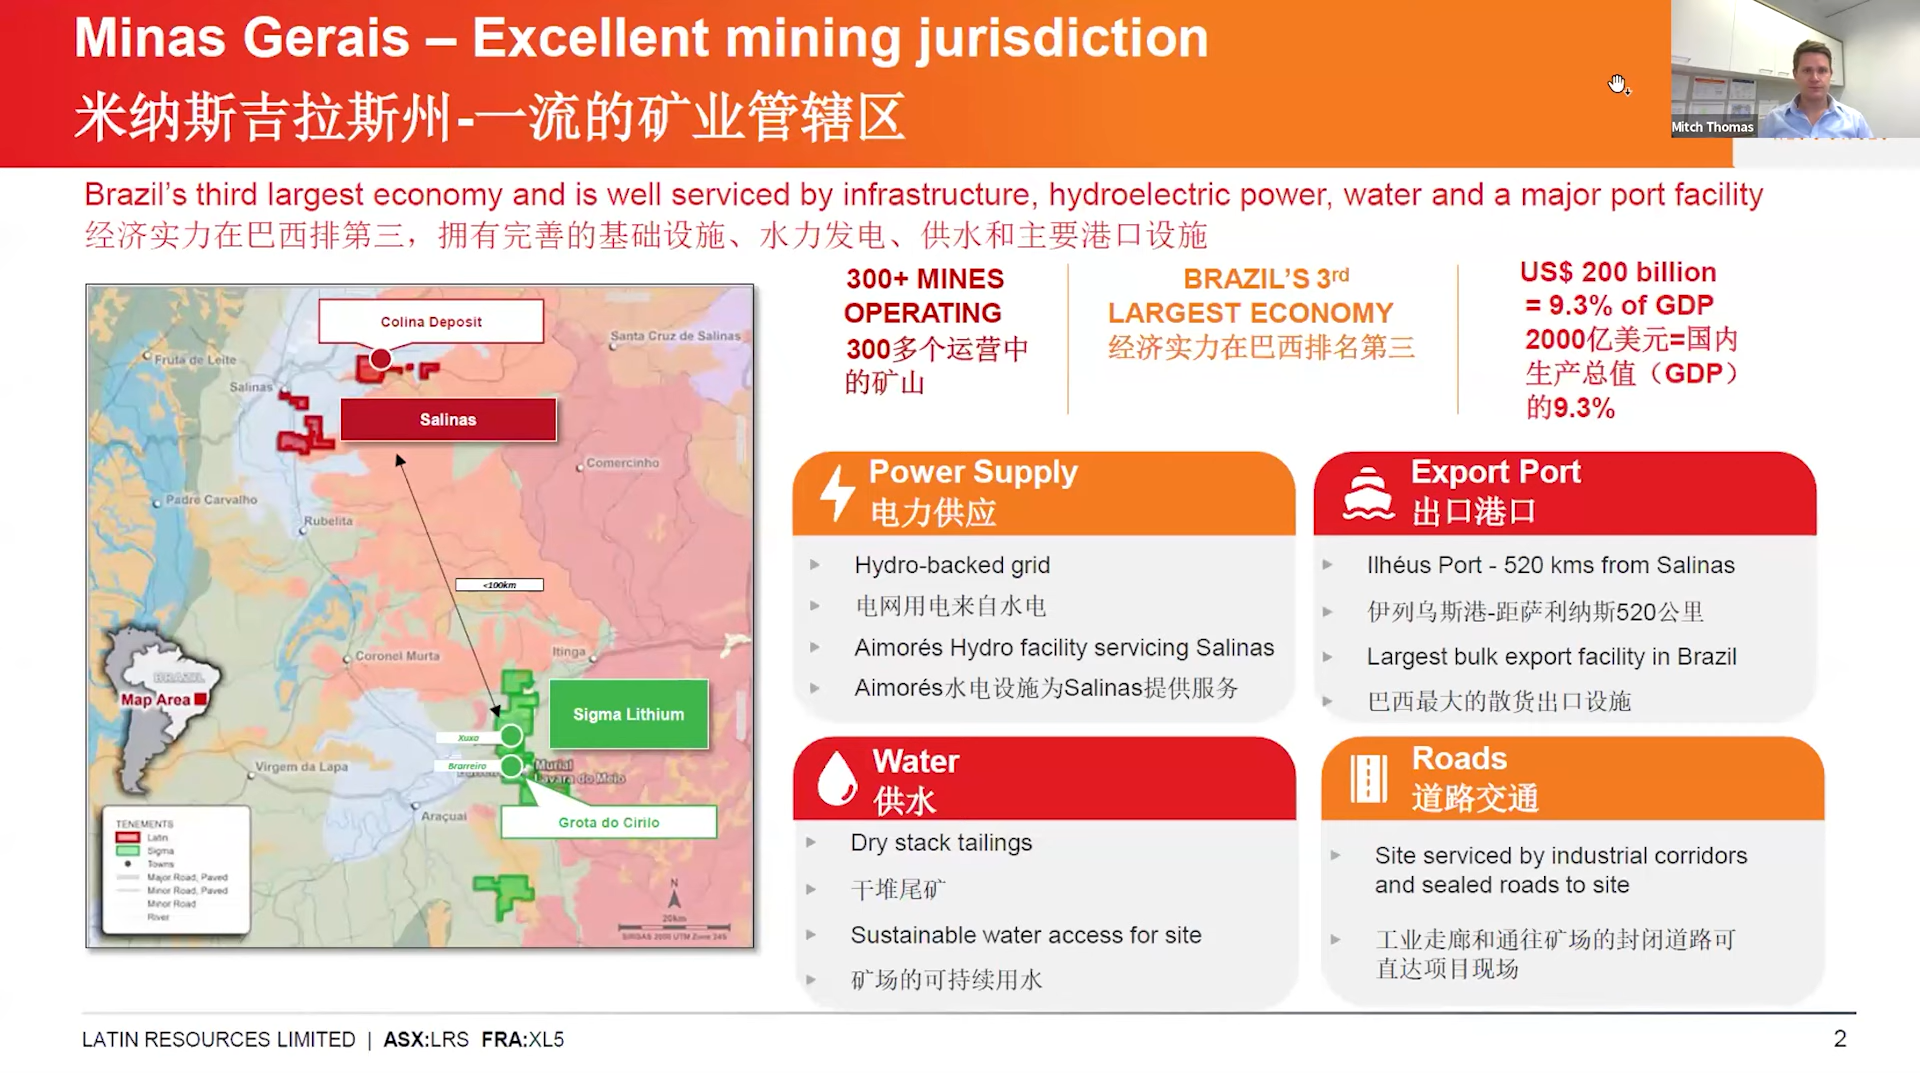 Minas Gerais – Excellent mining jurisdiction
米纳斯吉拉斯州-一流的矿业管辖区
Mitch Thomas
Brazil’s third largest economy and is well serviced by infrastructure, hydroelectric power, water and a major port facility
经济实力在巴西排第三，拥有完善的基础设施、水力发电、供水和主要港口设施
Colina Deposit
Santa Cruz de Salinas
Fruta de Leite
Salinas
Salinas
Comercinho
Padre Carvalho
Rubelita
<100km
Coronel Murta
Itinga
BRAZIL
Map Area
Sigma Lithium
Xuxa
Brarreiro
Murial
Lavara do Meio
Virgem da Lapa
Araçuai
Grota do Cirilo
TENEMENTS
Latin
Sigma
Towns
Major Road, Paved
Minor Road, Paved
Minor Road
River
N
20km
SIRGAS 2000 UTM Zone 24S
300+ MINES
OPERATING
300多个运营中
的矿山
BRAZIL’S 3rd
LARGEST ECONOMY
经济实力在巴西排名第三
US$ 200 billion
= 9.3% of GDP
2000亿美元=国内
生产总值（GDP）
的9.3%
Power Supply
电力供应
Hydro-backed grid
电网用电来自水电
Aimorés Hydro facility servicing Salinas
Aimorés水电设施为Salinas提供服务
Export Port
出口港口
Ilhéus Port - 520 kms from Salinas
伊列乌斯港-距萨利纳斯520公里
Largest bulk export facility in Brazil
巴西最大的散货出口设施
Water
供水
Dry stack tailings
干堆尾矿
Sustainable water access for site
矿场的可持续用水
Roads
道路交通
Site serviced by industrial corridors
and sealed roads to site
工业走廊和通往矿场的封闭道路可
直达项目现场
LATIN RESOURCES LIMITED | ASX:LRS FRA:XL5
2